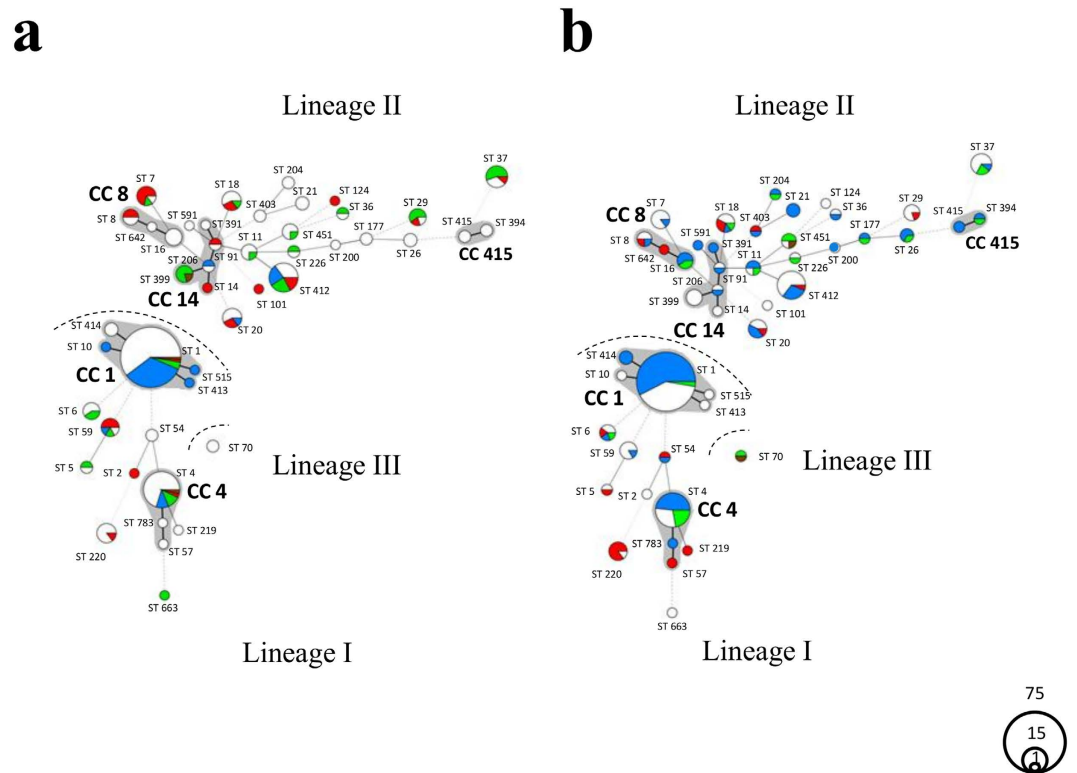 a
Lineage II
ST 37
ST 204
ST 7
ST 18
ST 21
CC 8
ST 403
ST 124
ST 36
ST 29
ST 591
ST 8
ST 391
ST 177
ST 415
ST 394
ST 642
ST 11
ST 451
ST 16
ST 91
ST 226
ST 200
ST 26
CC 415
ST 206
ST 399
ST 14
ST 412
CC 14
ST 101
ST 20
ST 414
ST 1
ST 10
CC 1
ST 515
ST 413
ST 6
ST 59
ST 54
ST 70
ST 5
ST 2
ST 4
Lineage III
CC 4
ST 783
ST 219
ST 220
ST 57
ST 663
Lineage I
b
Lineage II
ST 37
ST 204
ST 7
ST 18
ST 21
ST 124
CC 8
ST 403
ST 36
ST 29
ST 177
ST 415
ST 394
ST 8
ST 591
ST 391
ST 451
ST 642
ST 11
ST 26
CC 415
ST 16
ST 226
ST 200
ST 206
ST 91
ST 412
ST 399
ST 14
ST 101
CC 14
ST 20
ST 414
ST 1
ST 10
CC 1
ST 515
ST 413
ST 6
ST 59
ST 54
ST 70
Lineage III
ST 5
ST 2
ST 4
CC 4
ST 783
ST 219
ST 220
ST 57
ST 663
Lineage I
75
15
1